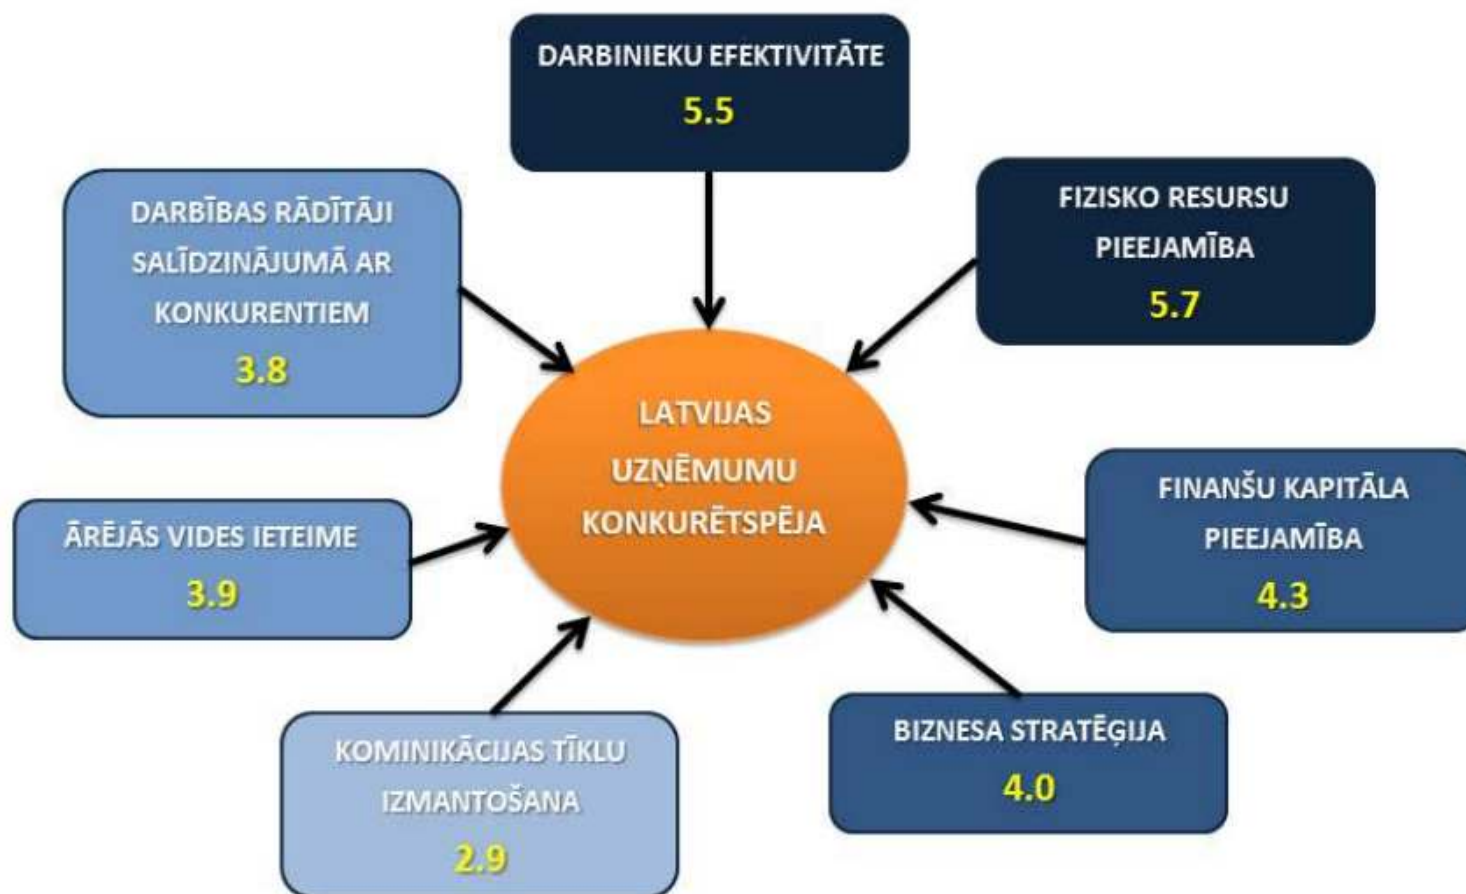 DARBINIEKU EFEKTIVITĀTE
5.5
FIZISKO RESURSU
PIEEJAMĪBA
5.7
DARBĪBAS RĀDĪTĀJI
SALĪDZINĀJUMĀ AR
KONKURENTIEM
3.8
LATVIJAS
UZŅĒMUMU
KONKURĒTSPĒJA
FINANŠU KAPITĀLA
PIEEJAMĪBA
4.3
ĀRĒJĀS VIDES IETEIME
3.9
BIZNESA STRATĒĢIJA
4.0
KOMINIKĀCIJAS TĪKLU
IZMANTOŠANA
2.9